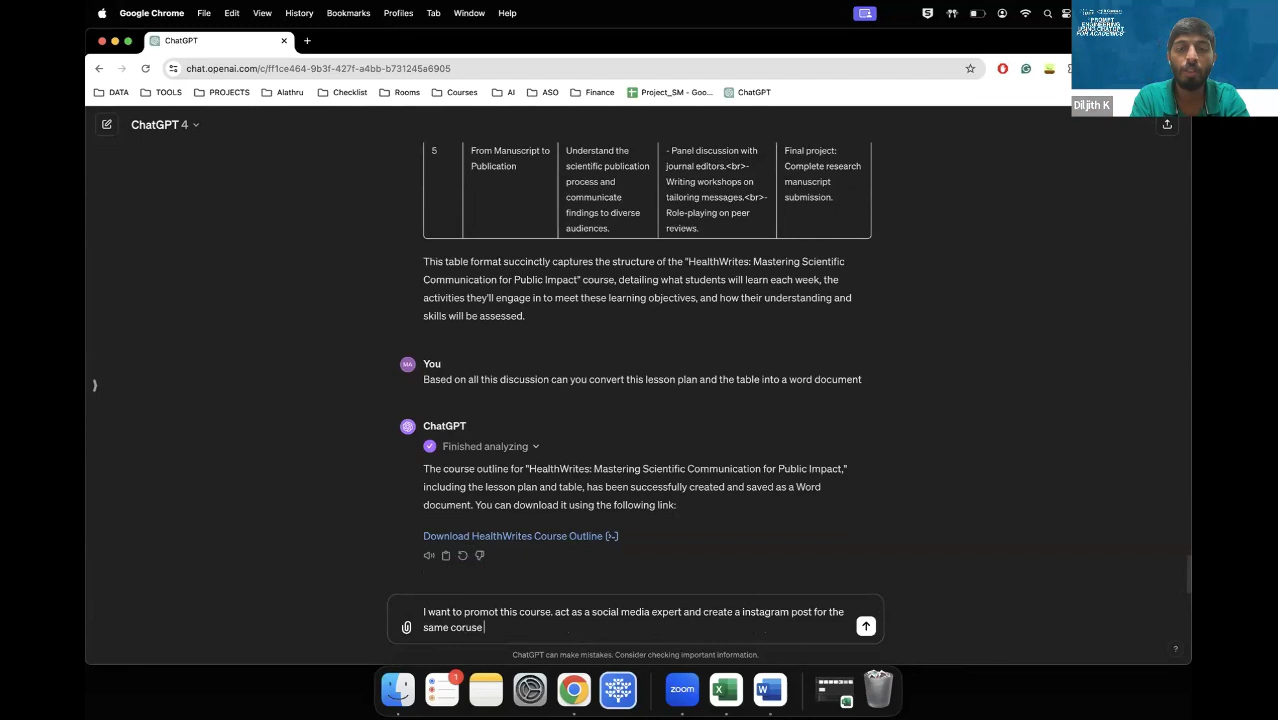 Google Chrome File Edit View History Bookmarks Profiles Tab Window Help
ChatGPT
chat.openai.com/c/ff1ce464-9b3f-427f-a4bb-b731245a6905
DATA TOOLS PROJECTS Alathru Checklist Rooms Courses AI ASO Finance Project_SM - Goo... ChatGPT
PROMPT
ENGINEERING
USING CHATGPT
FOR ACADEMICS
Diljith K
ChatGPT 4
5
From Manuscript to
Publication
Understand the
scientific publication
process and
communicate
findings to diverse
audiences.
- Panel discussion with
journal editors.<br>-
Writing workshops on
tailoring messages.<br>-
Role-playing on peer
reviews.
Final project:
Complete research
manuscript
submission.
This table format succinctly captures the structure of the "HealthWrites: Mastering Scientific
Communication for Public Impact" course, detailing what students will learn each week, the
activities they'll engage in to meet these learning objectives, and how their understanding and
skills will be assessed.
MA
You
Based on all this discussion can you convert this lesson plan and the table into a word document
ChatGPT
Finished analyzing
The course outline for "HealthWrites: Mastering Scientific Communication for Public Impact,"
including the lesson plan and table, has been successfully created and saved as a Word
document. You can download it using the following link:
Download HealthWrites Course Outline [>-]
I want to promot this course. act as a social media expert and create a instagram post for the
same coruse
ChatGPT can make mistakes. Consider checking important information.
?
1
zoom
X
W